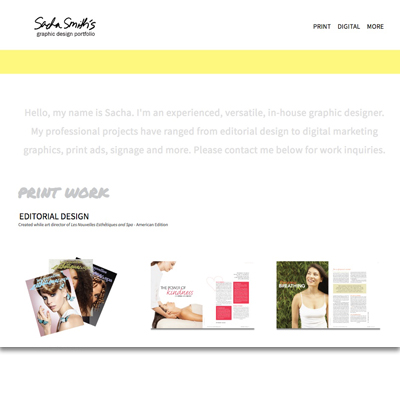 Sacha Smith's
graphic design portfolio
PRINT DIGITAL MORE
Hello, my name is Sacha. I'm an experienced, versatile, in-house graphic designer.
My professional projects have ranged from editorial design to digital marketing
graphics, print ads, signage and more. Please contact me below for work inquiries.
PRINT WORK
EDITORIAL DESIGN
Created while art director of Les Nouvelles Esthétiques and Spa - American Edition
THE POWER OF
kindness
BREATHING